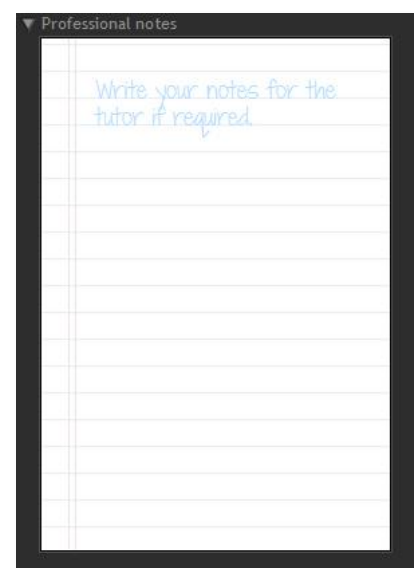 Professional notes
Write your notes for the
tutor if required.